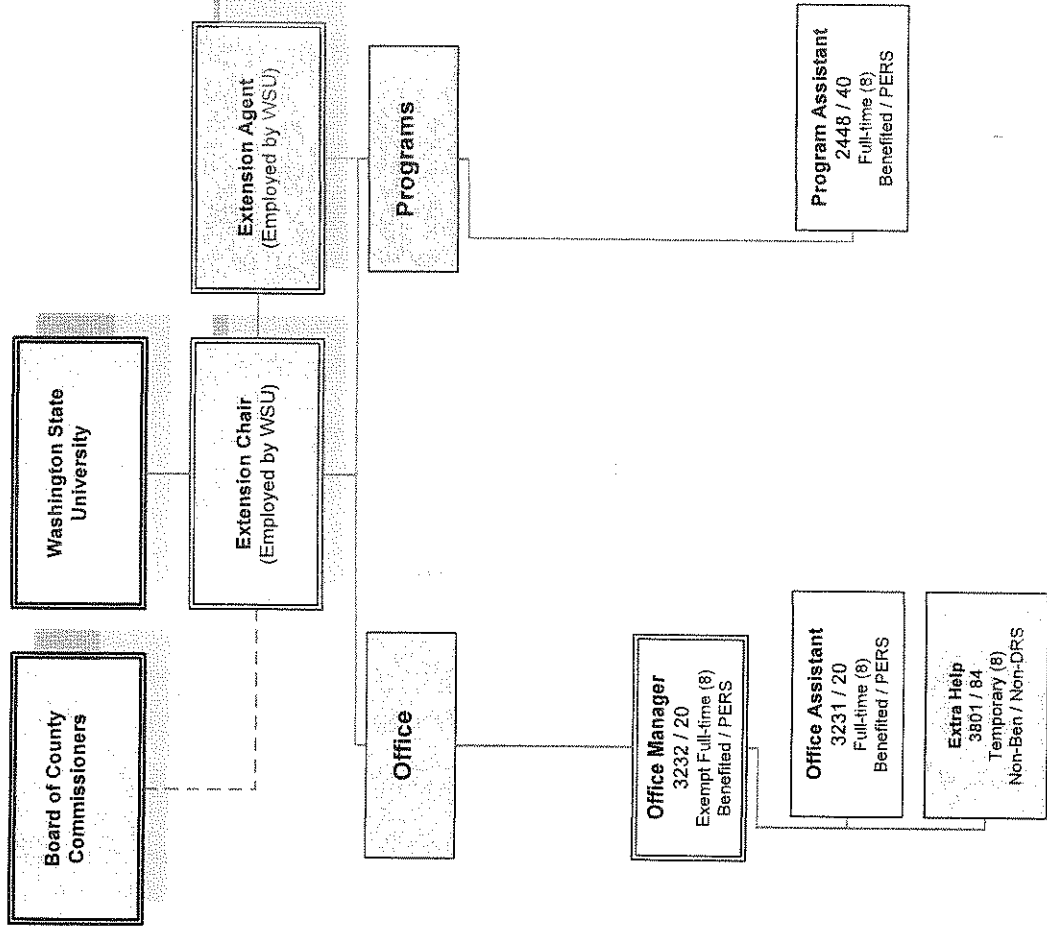 Board of County
Commissioners
Washington State
University
Extension Chair
(Employed by WSU)
Extension Agent
(Employed by WSU)
Office
Programs
Office Manager
3232 / 20
Exempt Full-time (8)
Benefited / PERS
Office Assistant
3231 / 20
Full-time (8)
Benefited / PERS
Extra Help
3801 / 84
Temporary (8)
Non-Ben / Non-DRS
Program Assistant
2448 / 40
Full-time (8)
Benefited / PERS